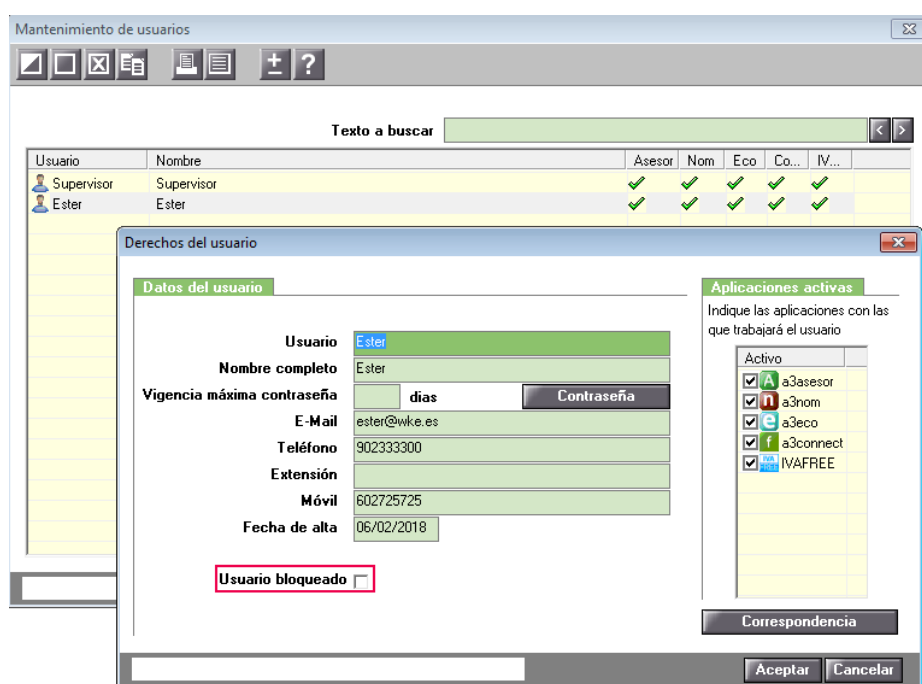 Mantenimiento de usuarios
Texto a buscar
Usuario Nombre Asesor Nom Eco Co... IV...
Supervisor Supervisor
Ester Ester
Derechos del usuario
Datos del usuario
Aplicaciones activas
Indique las aplicaciones con las
que trabajará el usuario
Usuario Ester
Nombre completo Ester
Vigencia máxima contraseña dias Contraseña
E-Mail ester@wke.es
Teléfono 902333300
Extensión
Móvil 602725725
Fecha de alta 06/02/2018
Usuario bloqueado
Activo
a3asesor
a3nom
a3eco
a3connect
IVAFREE
Correspondencia
Aceptar Cancelar